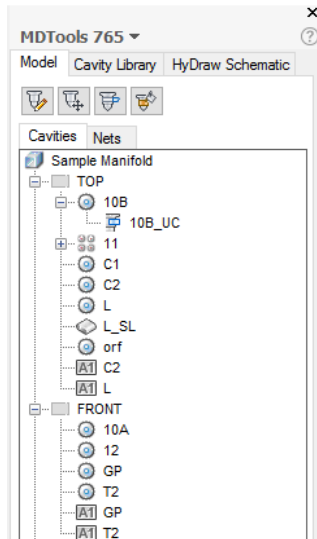 MDTools 765
Model Cavity Library HyDraw Schematic
Cavities Nets
Sample Manifold
TOP
10B
10B_UC
11
C1
C2
L
L_SL
orf
A1 C2
A1 L
FRONT
10A
12
GP
T2
A1 GP
A1 T2